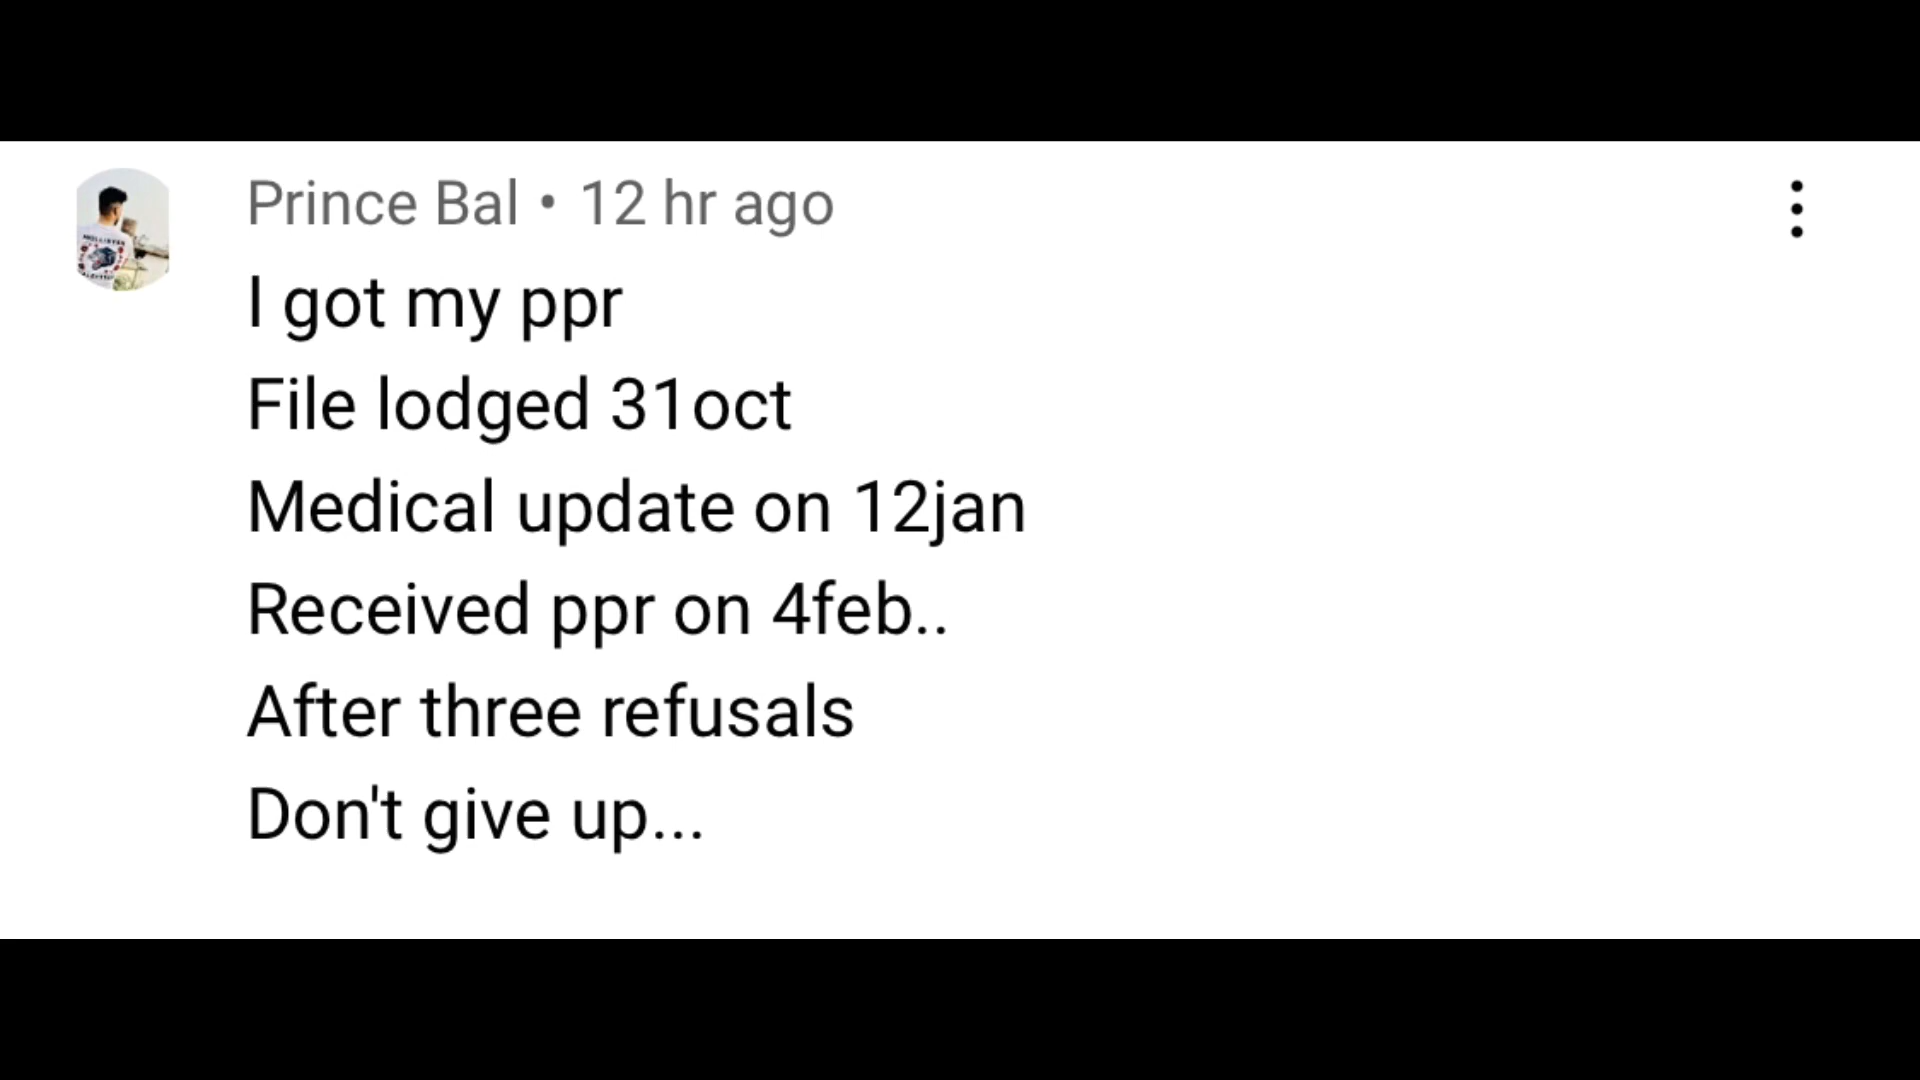 Prince Bal • 12 hr ago
I got my ppr
File lodged 31oct
Medical update on 12jan
Received ppr on 4feb..
After three refusals
Don't give up...